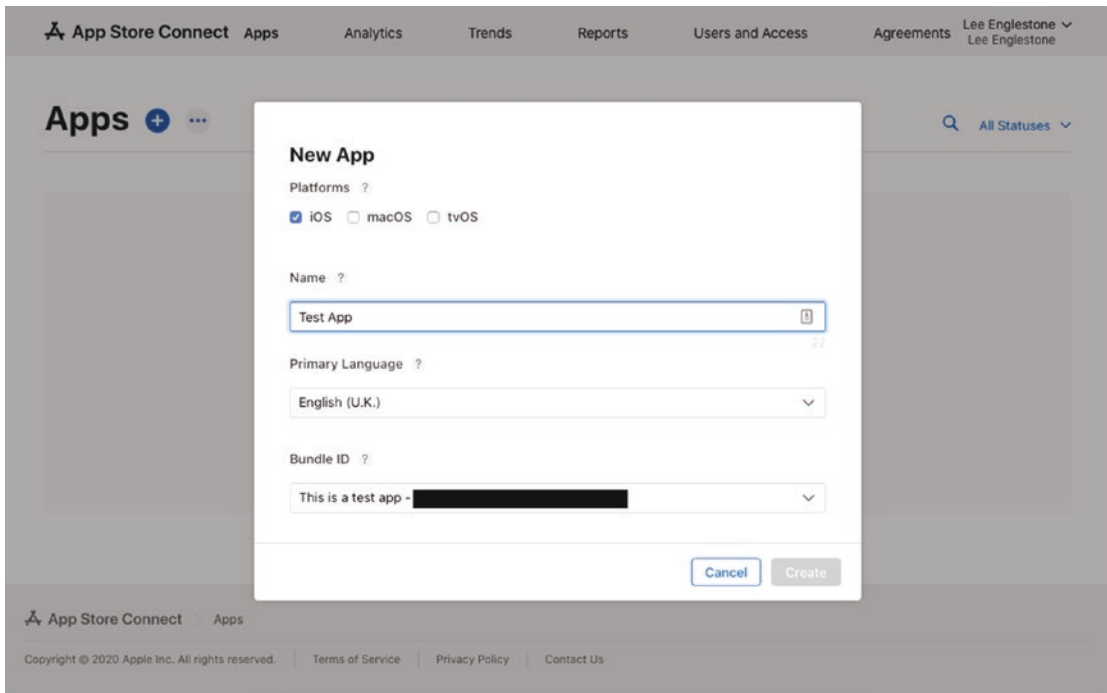 App Store Connect Apps Analytics Trends Reports Users and Access Agreements Lee Englestone
Lee Englestone
Apps
All Statuses
New App
Platforms ?
iOS macOS tvOS
Name ?
Test App
22
Primary Language ?
English (U.K.)
Bundle ID ?
This is a test app -
Cancel Create
App Store Connect Apps
Copyright © 2020 Apple Inc. All rights reserved. Terms of Service Privacy Policy Contact Us